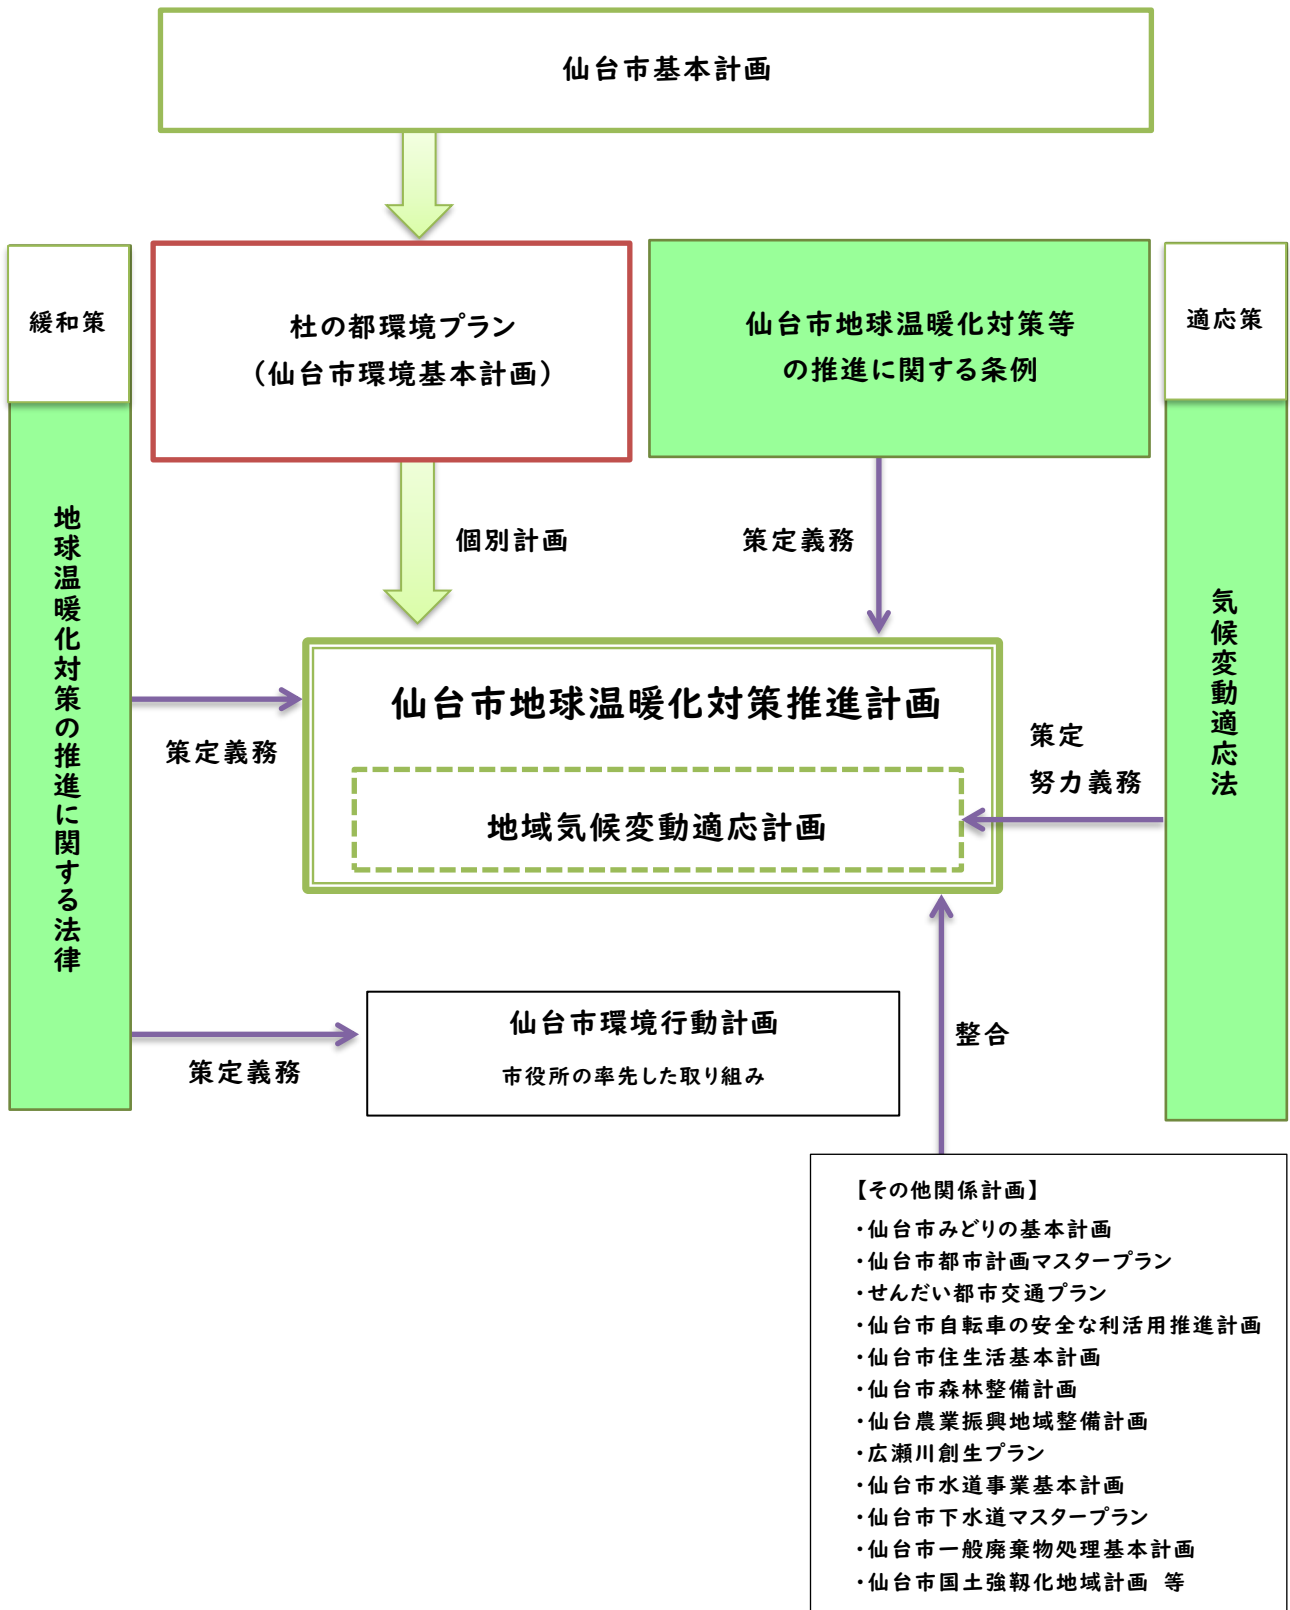 仙台市基本計画
緩和策
杜の都環境プラン
（仙台市環境基本計画）
仙台市地球温暖化対策等
の推進に関する条例
適応策
地球温暖化対策の推進に関する法律
個別計画
策定義務
気候変動適応法
仙台市地球温暖化対策推進計画
策定義務
策定
努力義務
地域気候変動適応計画
仙台市環境行動計画
市役所の率先した取り組み
策定義務
整合
【その他関係計画】
・仙台市みどりの基本計画
・仙台市都市計画マスタープラン
・せんだい都市交通プラン
・仙台市自転車の安全な利活用推進計画
・仙台市住生活基本計画
・仙台市森林整備計画
・仙台農業振興地域整備計画
・広瀬川創生プラン
・仙台市水道事業基本計画
・仙台市下水道マスタープラン
・仙台市一般廃棄物処理基本計画
・仙台市国土強靱化地域計画　等